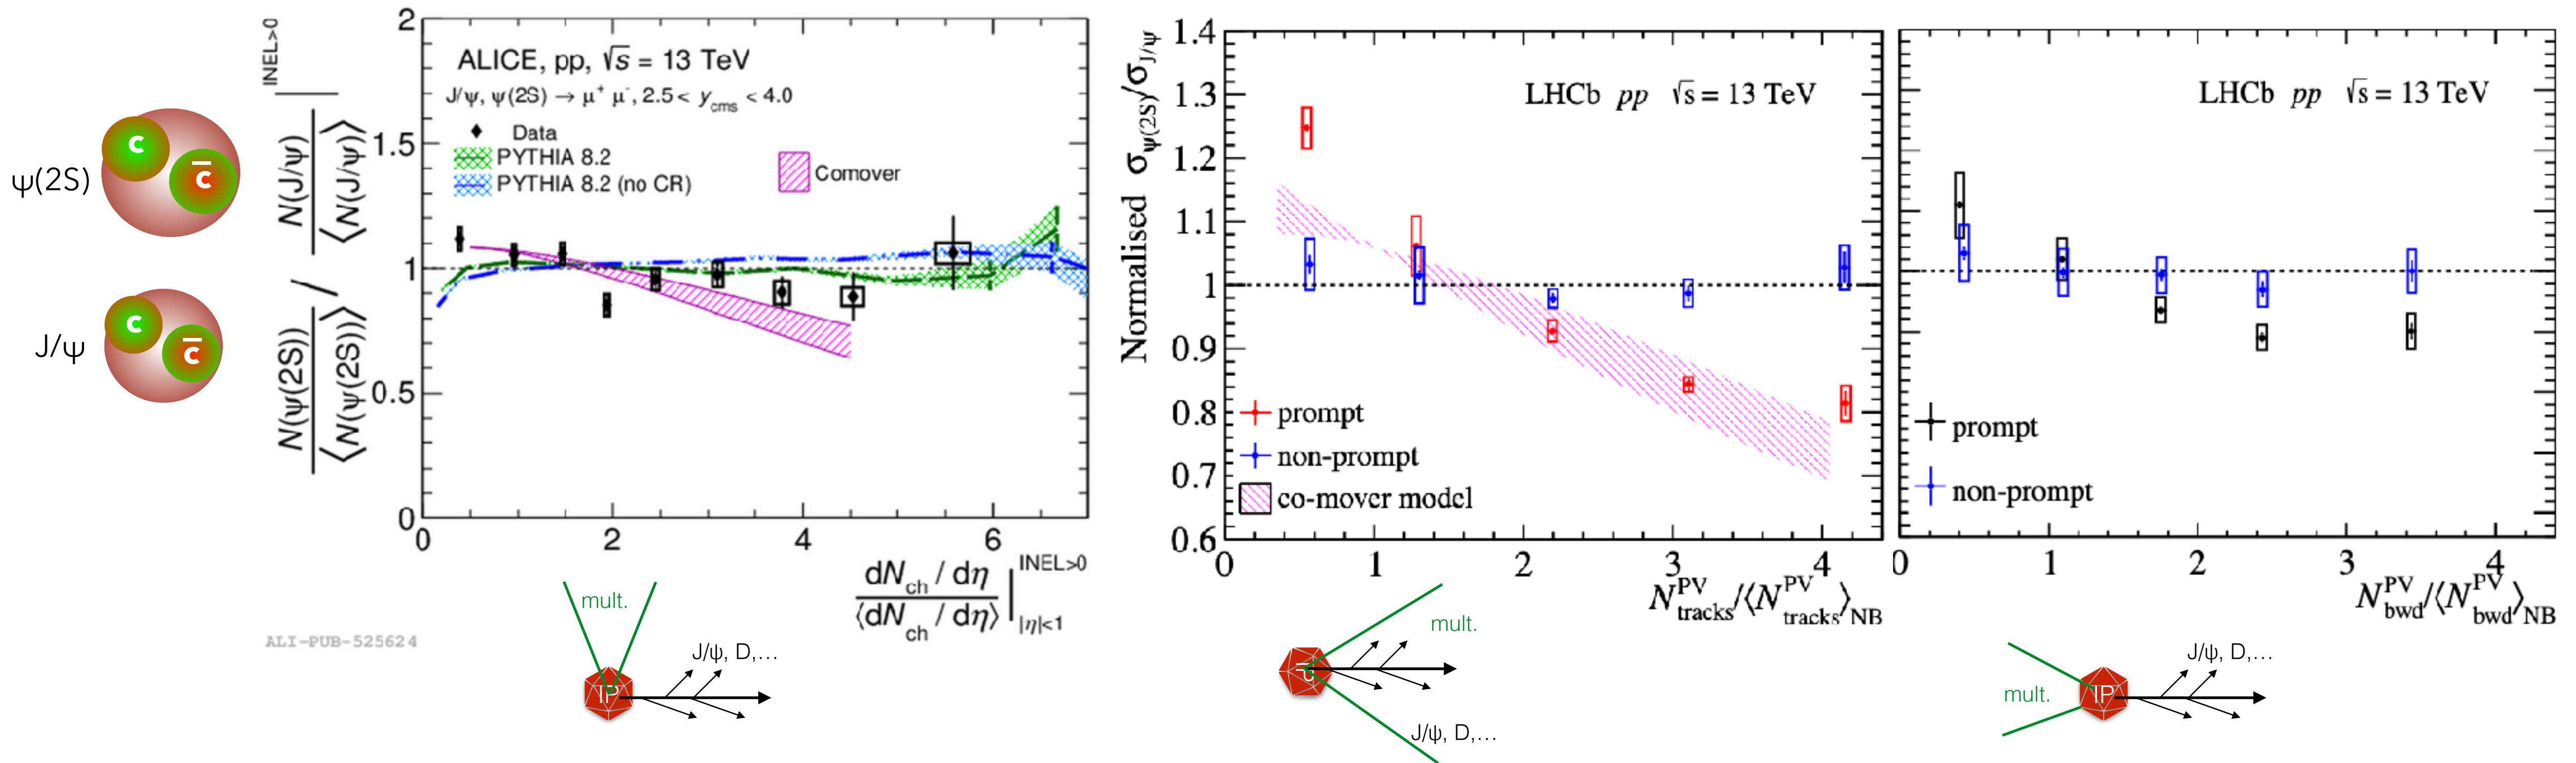 ψ(2S)
c
c̄
J/ψ
c
c̄
N(ψ(2S)) / ⟨N(ψ(2S))⟩ / N(J/ψ) / ⟨N(J/ψ)⟩ | INEL>0
2
1.5
1
0.5
0
ALICE, pp, √s = 13 TeV
J/ψ, ψ(2S) → μ⁺ μ⁻, 2.5 < y_cms < 4.0
Data
PYTHIA 8.2
PYTHIA 8.2 (no CR)
Comover
0 2 4 6
dN_ch / dη / ⟨dN_ch / dη⟩ | INEL>0 |η|<1
ALI-PUB-525624
mult.
IP
J/ψ, D,...
Normalised σ_ψ(2S)/σ_J/ψ
1.4
1.3
1.2
1.1
1
0.9
0.8
0.7
0.6
LHCb pp √s = 13 TeV
prompt
non-prompt
co-mover model
0 1 2 3 4
N^PV_tracks/⟨N^PV_tracks⟩_NB
mult.
J/ψ, D,...
LHCb pp √s = 13 TeV
prompt
non-prompt
0 1 2 3 4
N^PV_bwd/⟨N^PV_bwd⟩_NB
mult.
IP
J/ψ, D,...